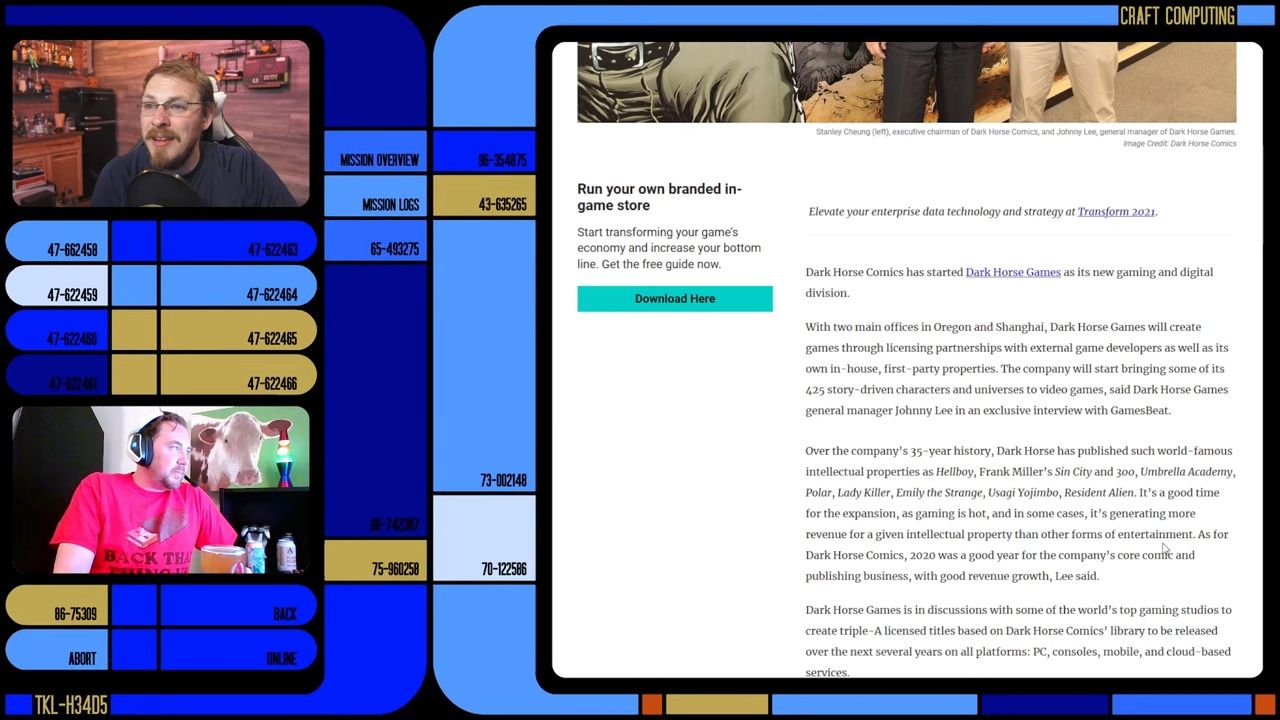 CRAFT COMPUTING
MISSION OVERVIEW
96-354875
MISSION LOGS
43-635265
47-662458
47-622463
65-493275
47-622459
47-622464
47-622460
47-622465
47-622461
47-622466
73-002148
66-742387
75-960258
70-122586
BACK THA
THING
86-75309
BACK
ABORT
ONLINE
TKL-H34D5
Stanley Cheung (left), executive chairman of Dark Horse Comics, and Johnny Lee, general manager of Dark Horse Games.
Image Credit: Dark Horse Comics
Run your own branded in-
game store
Start transforming your game's
economy and increase your bottom
line. Get the free guide now.
Download Here
Elevate your enterprise data technology and strategy at Transform 2021.
Dark Horse Comics has started Dark Horse Games as its new gaming and digital
division.
With two main offices in Oregon and Shanghai, Dark Horse Games will create
games through licensing partnerships with external game developers as well as its
own in-house, first-party properties. The company will start bringing some of its
425 story-driven characters and universes to video games, said Dark Horse Games
general manager Johnny Lee in an exclusive interview with GamesBeat.
Over the company's 35-year history, Dark Horse has published such world-famous
intellectual properties as Hellboy, Frank Miller's Sin City and 300, Umbrella Academy,
Polar, Lady Killer, Emily the Strange, Usagi Yojimbo, Resident Alien. It's a good time
for the expansion, as gaming is hot, and in some cases, it's generating more
revenue for a given intellectual property than other forms of entertainment. As for
Dark Horse Comics, 2020 was a good year for the company's core comic and
publishing business, with good revenue growth, Lee said.
Dark Horse Games is in discussions with some of the world's top gaming studios to
create triple-A licensed titles based on Dark Horse Comics' library to be released
over the next several years on all platforms: PC, consoles, mobile, and cloud-based
services.